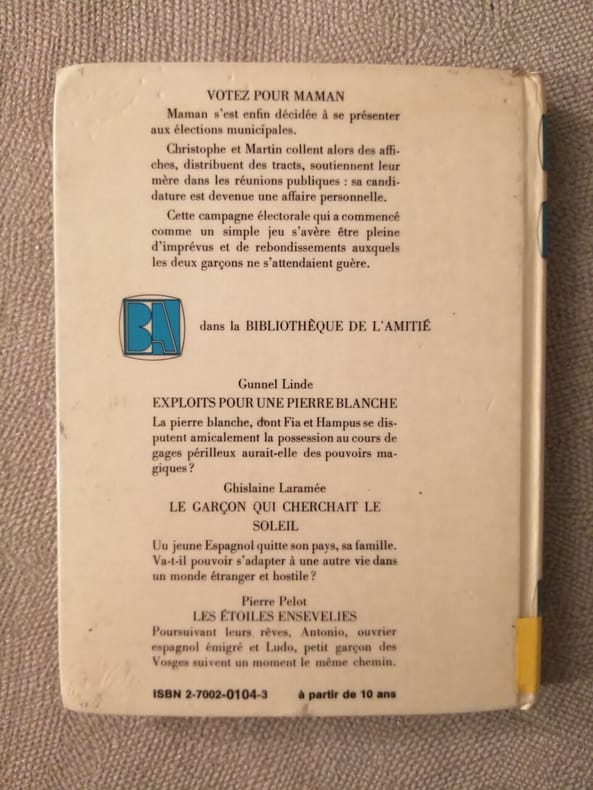 VOTEZ POUR MAMAN
Maman s'est enfin décidée à se présenter
aux élections municipales.
Christophe et Martin collent alors des affi-
ches, distribuent des tracts, soutiennent leur
mère dans les réunions publiques : sa candi-
dature est devenue une affaire personnelle.
Cette campagne électorale qui a commencé
comme un simple jeu s'avère être pleine
d'imprévus et de rebondissements auxquels
les deux garçons ne s'attendaient guère.
BA
dans la BIBLIOTHÈQUE DE L'AMITIÉ
Gunnel Linde
EXPLOITS POUR UNE PIERRE BLANCHE
La pierre blanche, dont Fia et Hampus se dis-
putent amicalement la possession au cours de
gages périlleux aurait-elle des pouvoirs ma-
giques ?
Ghislaine Laramée
LE GARÇON QUI CHERCHAIT LE
SOLEIL
Uu jeune Espagnol quitte son pays, sa famille.
Va-t-il pouvoir s'adapter à une autre vie dans
un monde étranger et hostile ?
Pierre Pelot
LES ÉTOILES ENSEVELIES
Poursuivant leurs rêves, Antonio, ouvrier
espagnol émigré et Ludo, petit garçon des
Vosges suivent un moment le même chemin.
ISBN 2-7002-0104-3 à partir de 10 ans